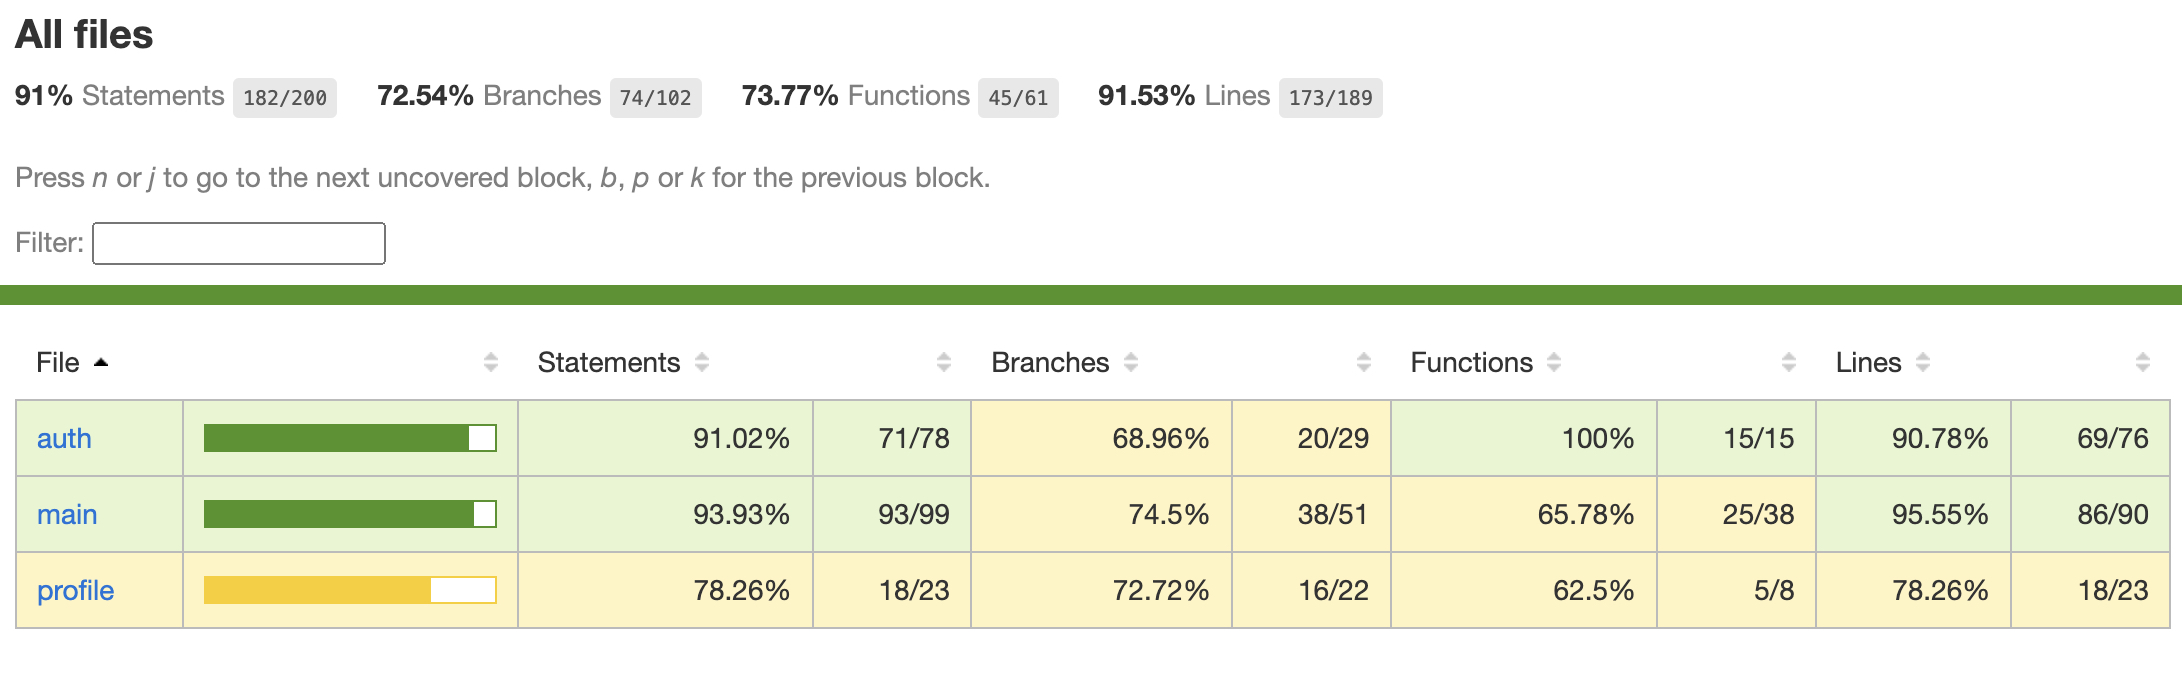 All files
91% Statements 182/200 72.54% Branches 74/102 73.77% Functions 45/61 91.53% Lines 173/189
Press n or j to go to the next uncovered block, b, p or k for the previous block.
Filter:
File Statements Branches Functions Lines
auth 91.02% 71/78 68.96% 20/29 100% 15/15 90.78% 69/76
main 93.93% 93/99 74.5% 38/51 65.78% 25/38 95.55% 86/90
profile 78.26% 18/23 72.72% 16/22 62.5% 5/8 78.26% 18/23